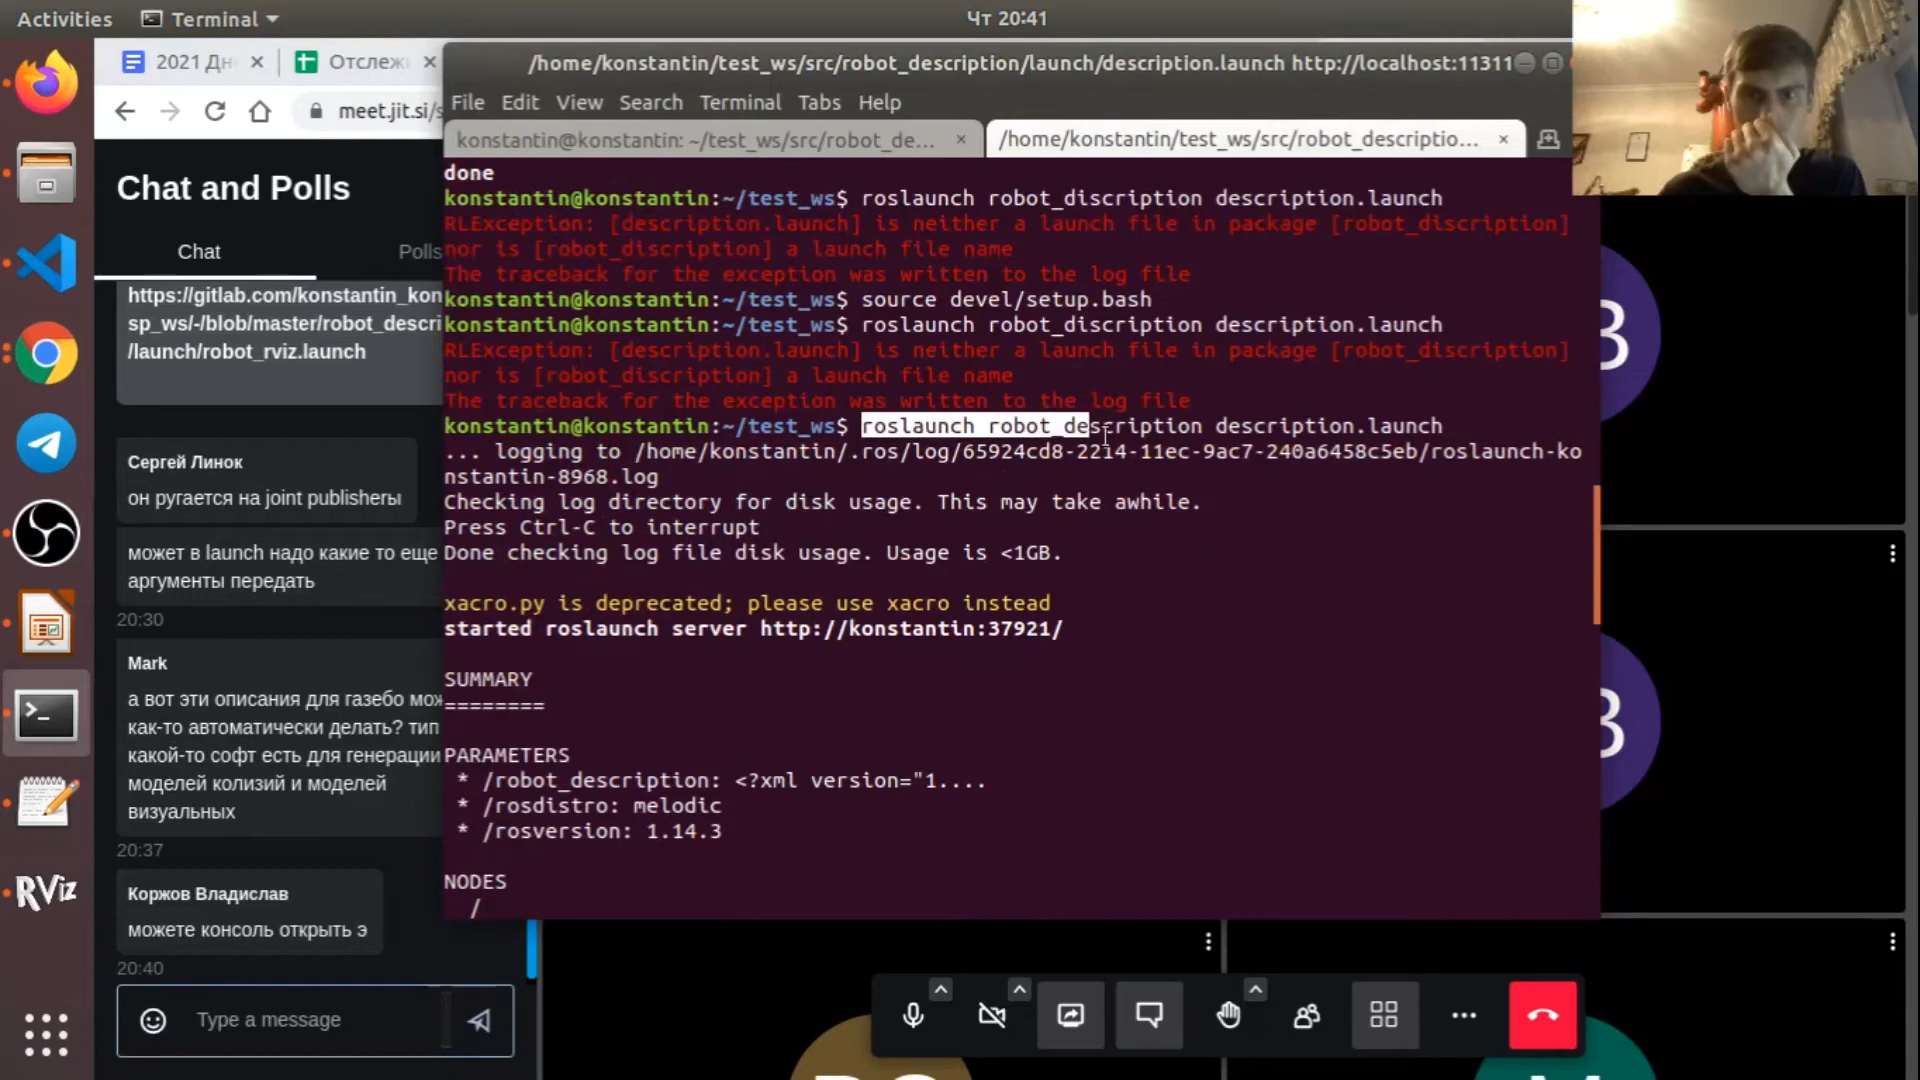 Activities
Terminal
Чт 20:41
2021 Дн
Отслежи
meet.jit.si/s
/home/konstantin/test_ws/src/robot_description/launch/description.launch http://localhost:11311
File Edit View Search Terminal Tabs Help
konstantin@konstantin: ~/test_ws/src/robot_de...
/home/konstantin/test_ws/src/robot_descriptio...
done
konstantin@konstantin:~/test_ws$ roslaunch robot_discription description.launch
RLException: [description.launch] is neither a launch file in package [robot_discription]
nor is [robot_discription] a launch file name
The traceback for the exception was written to the log file
konstantin@konstantin:~/test_ws$ source devel/setup.bash
konstantin@konstantin:~/test_ws$ roslaunch robot_discription description.launch
RLException: [description.launch] is neither a launch file in package [robot_discription]
nor is [robot_discription] a launch file name
The traceback for the exception was written to the log file
konstantin@konstantin:~/test_ws$ roslaunch robot_description description.launch
... logging to /home/konstantin/.ros/log/65924cd8-2214-11ec-9ac7-240a6458c5eb/roslaunch-ko
nstantin-8968.log
Checking log directory for disk usage. This may take awhile.
Press Ctrl-C to interrupt
Done checking log file disk usage. Usage is <1GB.
xacro.py is deprecated; please use xacro instead
started roslaunch server http://konstantin:37921/
SUMMARY
========
PARAMETERS
* /robot_description: <?xml version="1....
* /rosdistro: melodic
* /rosversion: 1.14.3
NODES
/
Chat and Polls
Chat
Polls
https://gitlab.com/konstantin_kon
sp_ws/-/blob/master/robot_descri
/launch/robot_rviz.launch
Сергей Линок
он ругается на joint publisherы
может в launch надо какие то еще
аргументы передать
20:30
Mark
а вот эти описания для газебо мож
как-то автоматически делать? тип
какой-то софт есть для генерации
моделей колизий и моделей
визуальных
20:37
Коржов Владислав
можете консоль открыть э
20:40
Type a message
RViz
B
B